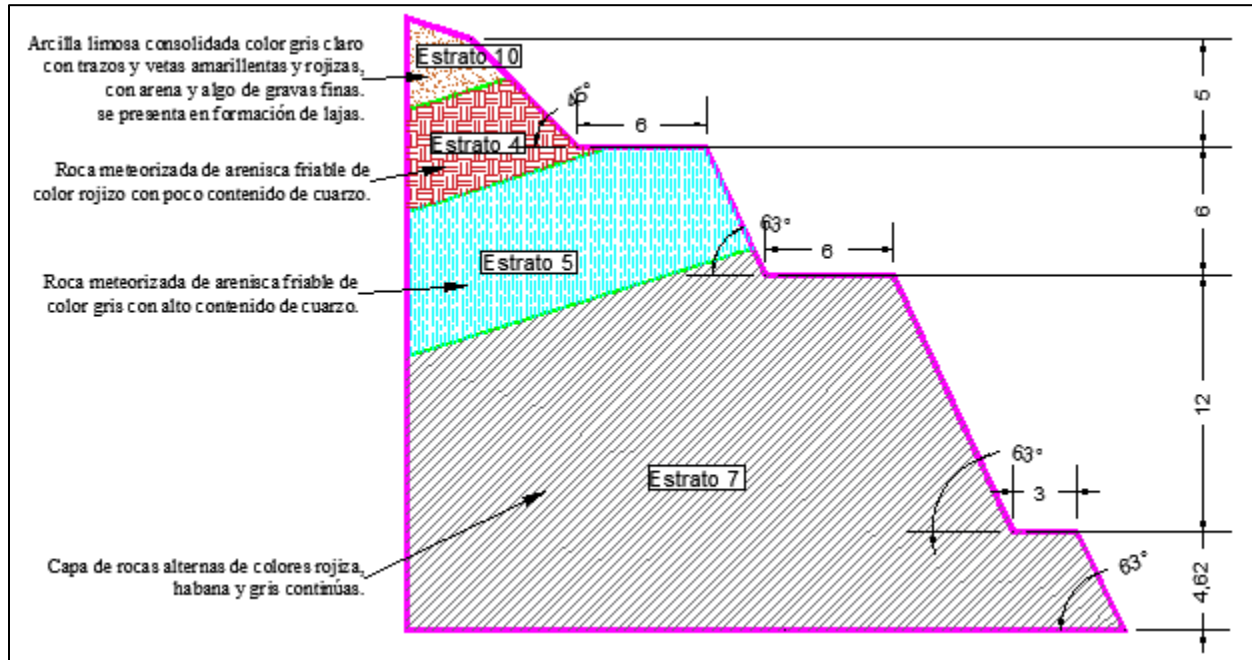 Arcilla limosa consolidada color gris claro
con trazos y vetas amarillentas y rojizas,
con arena y algo de gravas finas.
se presenta en formación de lajas.
Estrato 10
5
45°
6
Estrato 4
Roca meteorizada de arenisca friable de
color rojizo con poco contenido de cuarzo.
6
63°
6
Estrato 5
Roca meteorizada de arenisca friable de
color gris con alto contenido de cuarzo.
12
63°
Estrato 7
3
Capa de rocas alternas de colores rojiza,
habana y gris continúas.
63°
4,62